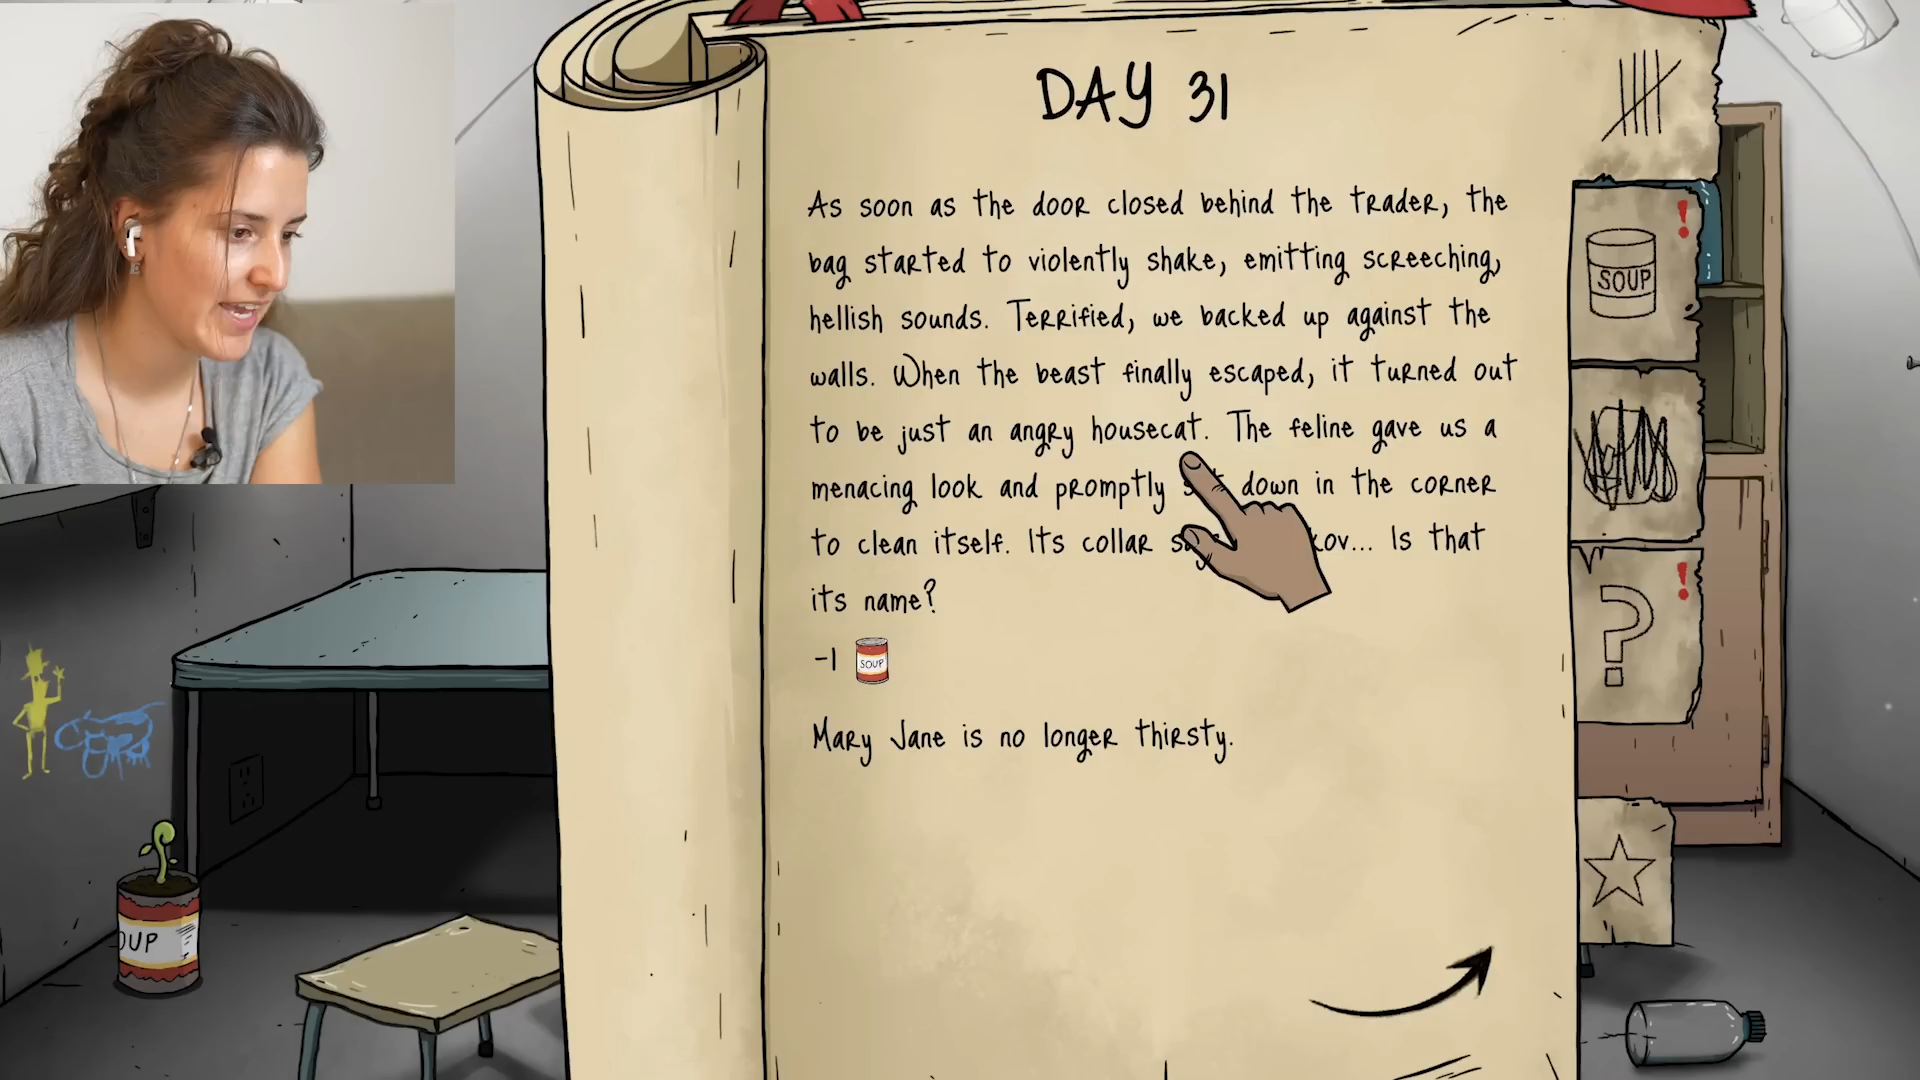 DAY 31
As soon as the door closed behind the trader, the
bag started to violently shake, emitting screeching,
hellish sounds. Terrified, we backed up against the
walls. When the beast finally escaped, it turned out
to be just an angry housecat. The feline gave us a
menacing look and promptly down in the corner
to clean itself. Its collar Is that
its name?
-1 SOUP
Mary Jane is no longer thirsty.
SOUP
!
?
!
OUP